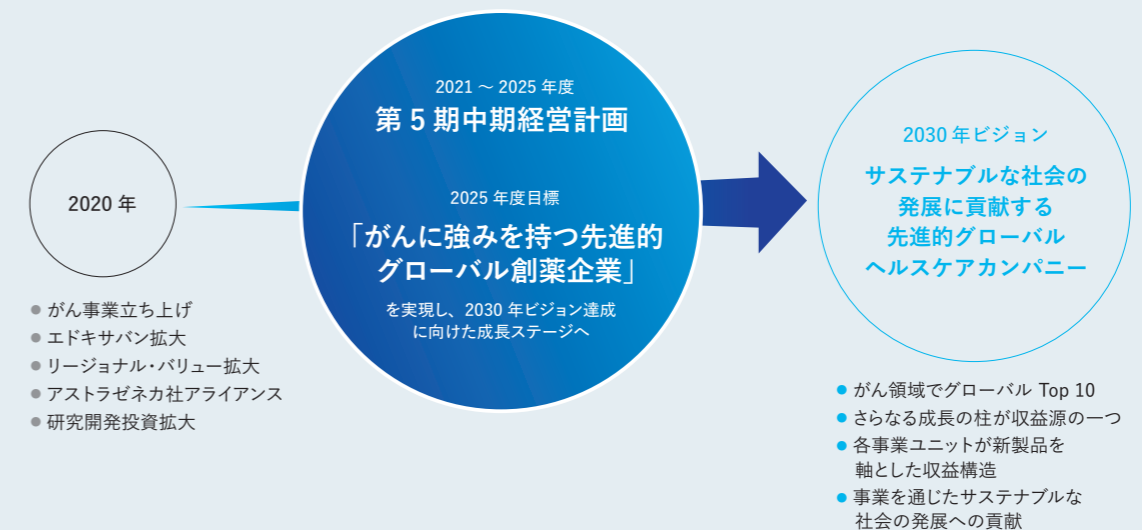 2020 年
● がん事業立ち上げ
● エドキサバン拡大
● リージョナル・バリュー拡大
● アストラゼネカ社アライアンス
● 研究開発投資拡大
2021 ～ 2025 年度
第 5 期中期経営計画
2025 年度目標
「がんに強みを持つ先進的
グローバル創薬企業」
を実現し、2030 年ビジョン達成
に向けた成長ステージへ
2030 年ビジョン
サステナブルな社会の
発展に貢献する
先進的グローバル
ヘルスケアカンパニー
● がん領域でグローバル Top 10
● さらなる成長の柱が収益源の一つ
● 各事業ユニットが新製品を
軸とした収益構造
● 事業を通じたサステナブルな
社会の発展への貢献